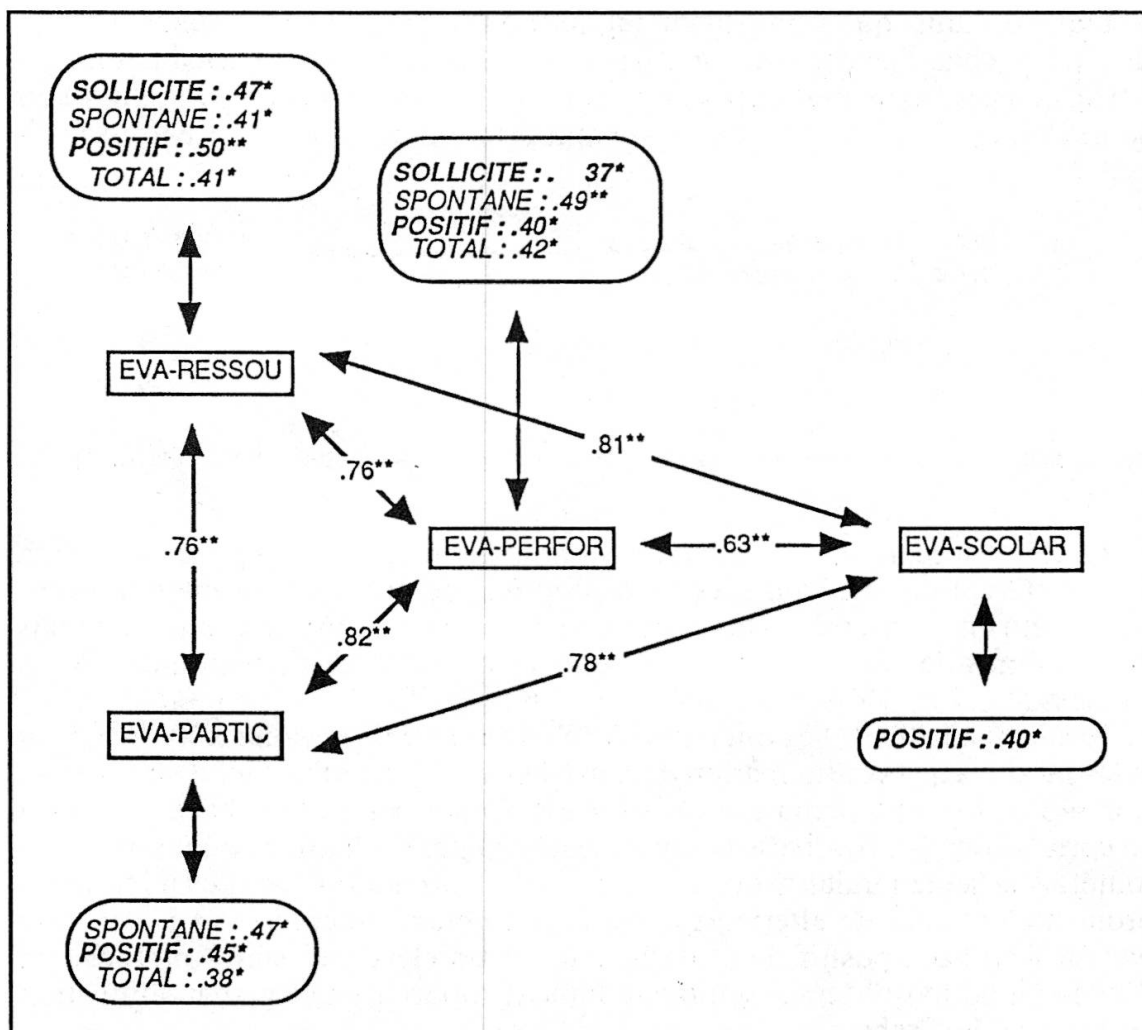 SOLLICITE : .47*
SPONTANE : .41*
POSITIF : .50**
TOTAL : .41*
SOLLICITE : . 37*
SPONTANE : .49**
POSITIF : .40*
TOTAL : .42*
EVA-RESSOU
.81**
.76**
.76**
EVA-PERFOR
.63**
EVA-SCOLAR
.82**
.78**
EVA-PARTIC
POSITIF : .40*
SPONTANE : .47*
POSITIF : .45*
TOTAL : .38*